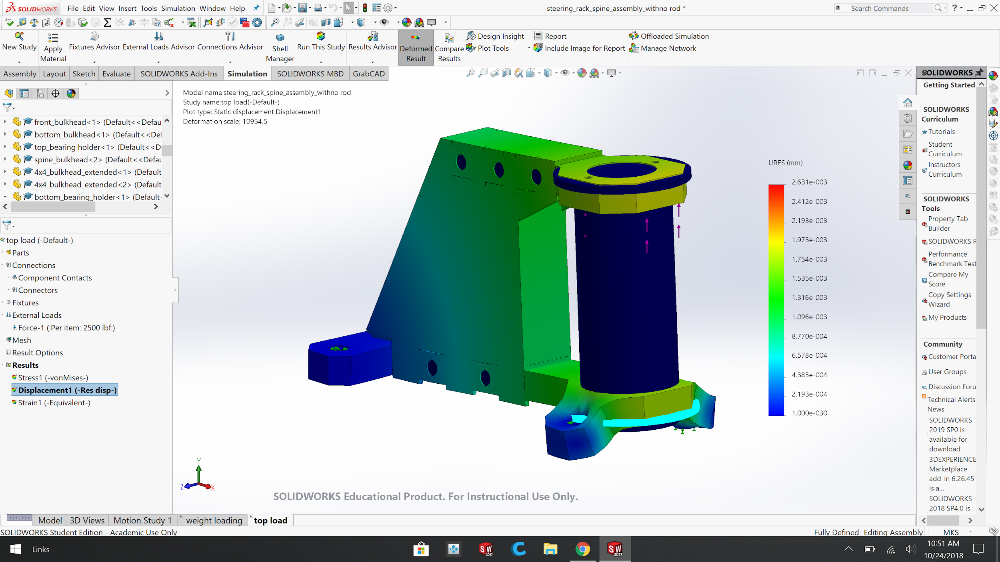 SOLIDWORKS
File Edit View Insert Tools Simulation Window Help
steering_rack_spine_assembly_withno rod *
Search Commands
?
New Study
Apply
Material
Fixtures Advisor
External Loads Advisor
Connections Advisor
Shell
Manager
Run This Study
Results Advisor
Deformed
Result
Compare
Results
Design Insight
Plot Tools
Report
Include Image for Report
Offloaded Simulation
Manage Network
Assembly Layout Sketch Evaluate SOLIDWORKS Add-Ins Simulation SOLIDWORKS MBD GrabCAD
front_bulkhead<1> (Default<<Defau
bottom_bulkhead<1> (Default<<Def
top_bearing holder<1> (Default<<D
spine_bulkhead<2> (Default<<Defau
4x4_bulkhead_extended<1> (Default
4x4_bulkhead_extended<2> (Default
bottom_bearing_holder<1> (Default
top load (-Default-)
Parts
Connections
Component Contacts
Connectors
Fixtures
External Loads
Force-1 (:Per item: 2500 lbf:)
Mesh
Result Options
Results
Stress1 (-vonMises-)
Displacement1 (-Res disp-)
Strain1 (-Equivalent-)
Model name:steering_rack_spine_assembly_withno rod
Study name:top load(-Default-)
Plot type: Static displacement Displacement1
Deformation scale: 10954.5
URES (mm)
2.631e-003
2.412e-003
2.193e-003
1.973e-003
1.754e-003
1.535e-003
1.316e-003
1.096e-003
8.770e-004
6.578e-004
4.385e-004
2.193e-004
1.000e-030
Y
Z
X
SOLIDWORKS Educational Product. For Instructional Use Only.
SOLIDWORKS
Getting Started
SOLIDWORKS
Curriculum
Tutorials
Student
Curriculum
Instructors
Curriculum
SOLIDWORKS
Tools
Property Tab
Builder
SOLIDWORKS R
Performance
Benchmark Test
Compare My
Score
Copy Settings
Wizard
My Products
Community
Customer Porta
User Groups
Discussion Foru
Technical Alerts
News
SOLIDWORKS
2019 SP0 is
available for
download
3DEXPERIENCE
Marketplace
add-in 6.26.451
is a...
SOLIDWORKS
2018 SP4.0 is
Model 3D Views Motion Study 1 weight loading top load
SOLIDWORKS Student Edition - Academic Use Only
Fully Defined Editing Assembly MKS
Links
SW
2017
SW
2017
10:51 AM
10/24/2018